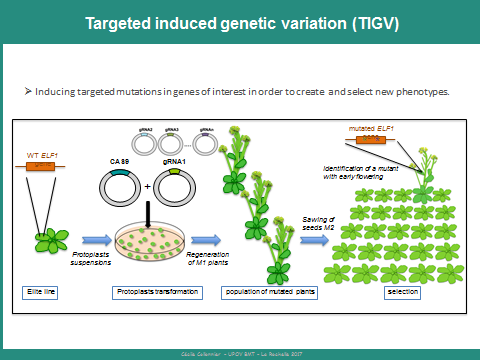 Targeted induced genetic variation (TIGV)
➢ Inducing targeted mutations in genes of interest in order to create and select new phenotypes.
gRNA2 gRNA3 gRNAn
WT ELF1
CA89 gRNA1
+
mutated ELF1
Identification of a mutant
with early flowering
Protoplasts
suspensions
Regeneration
of M1 plants
Sawing of
seeds M2
Elite line
Protoplasts transformation
population of mutated plants
selection
Cécile Collonnier – UPOV BMT – La Rochelle 2017